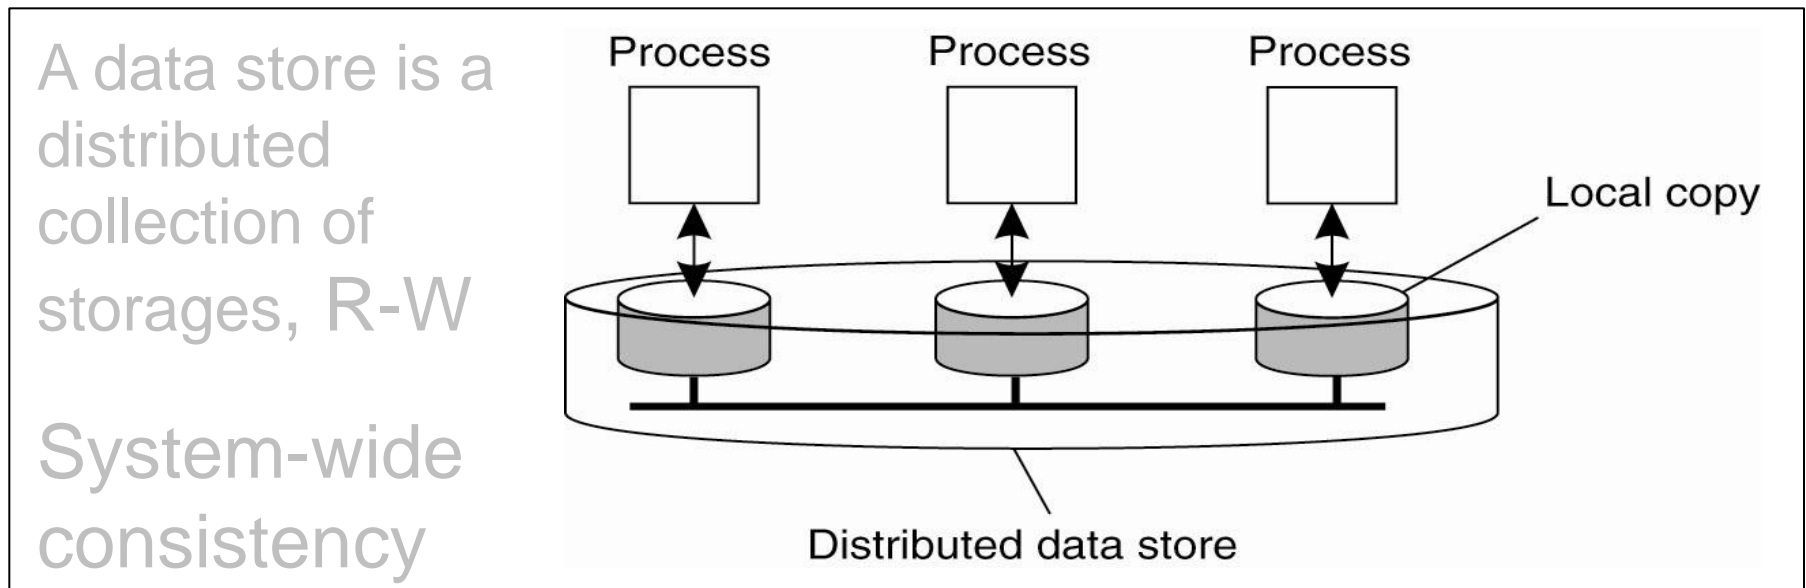 A data store is a
distributed
collection of
storages, R-W
System-wide
consistency
Process
Process
Process
Local copy
Distributed data store